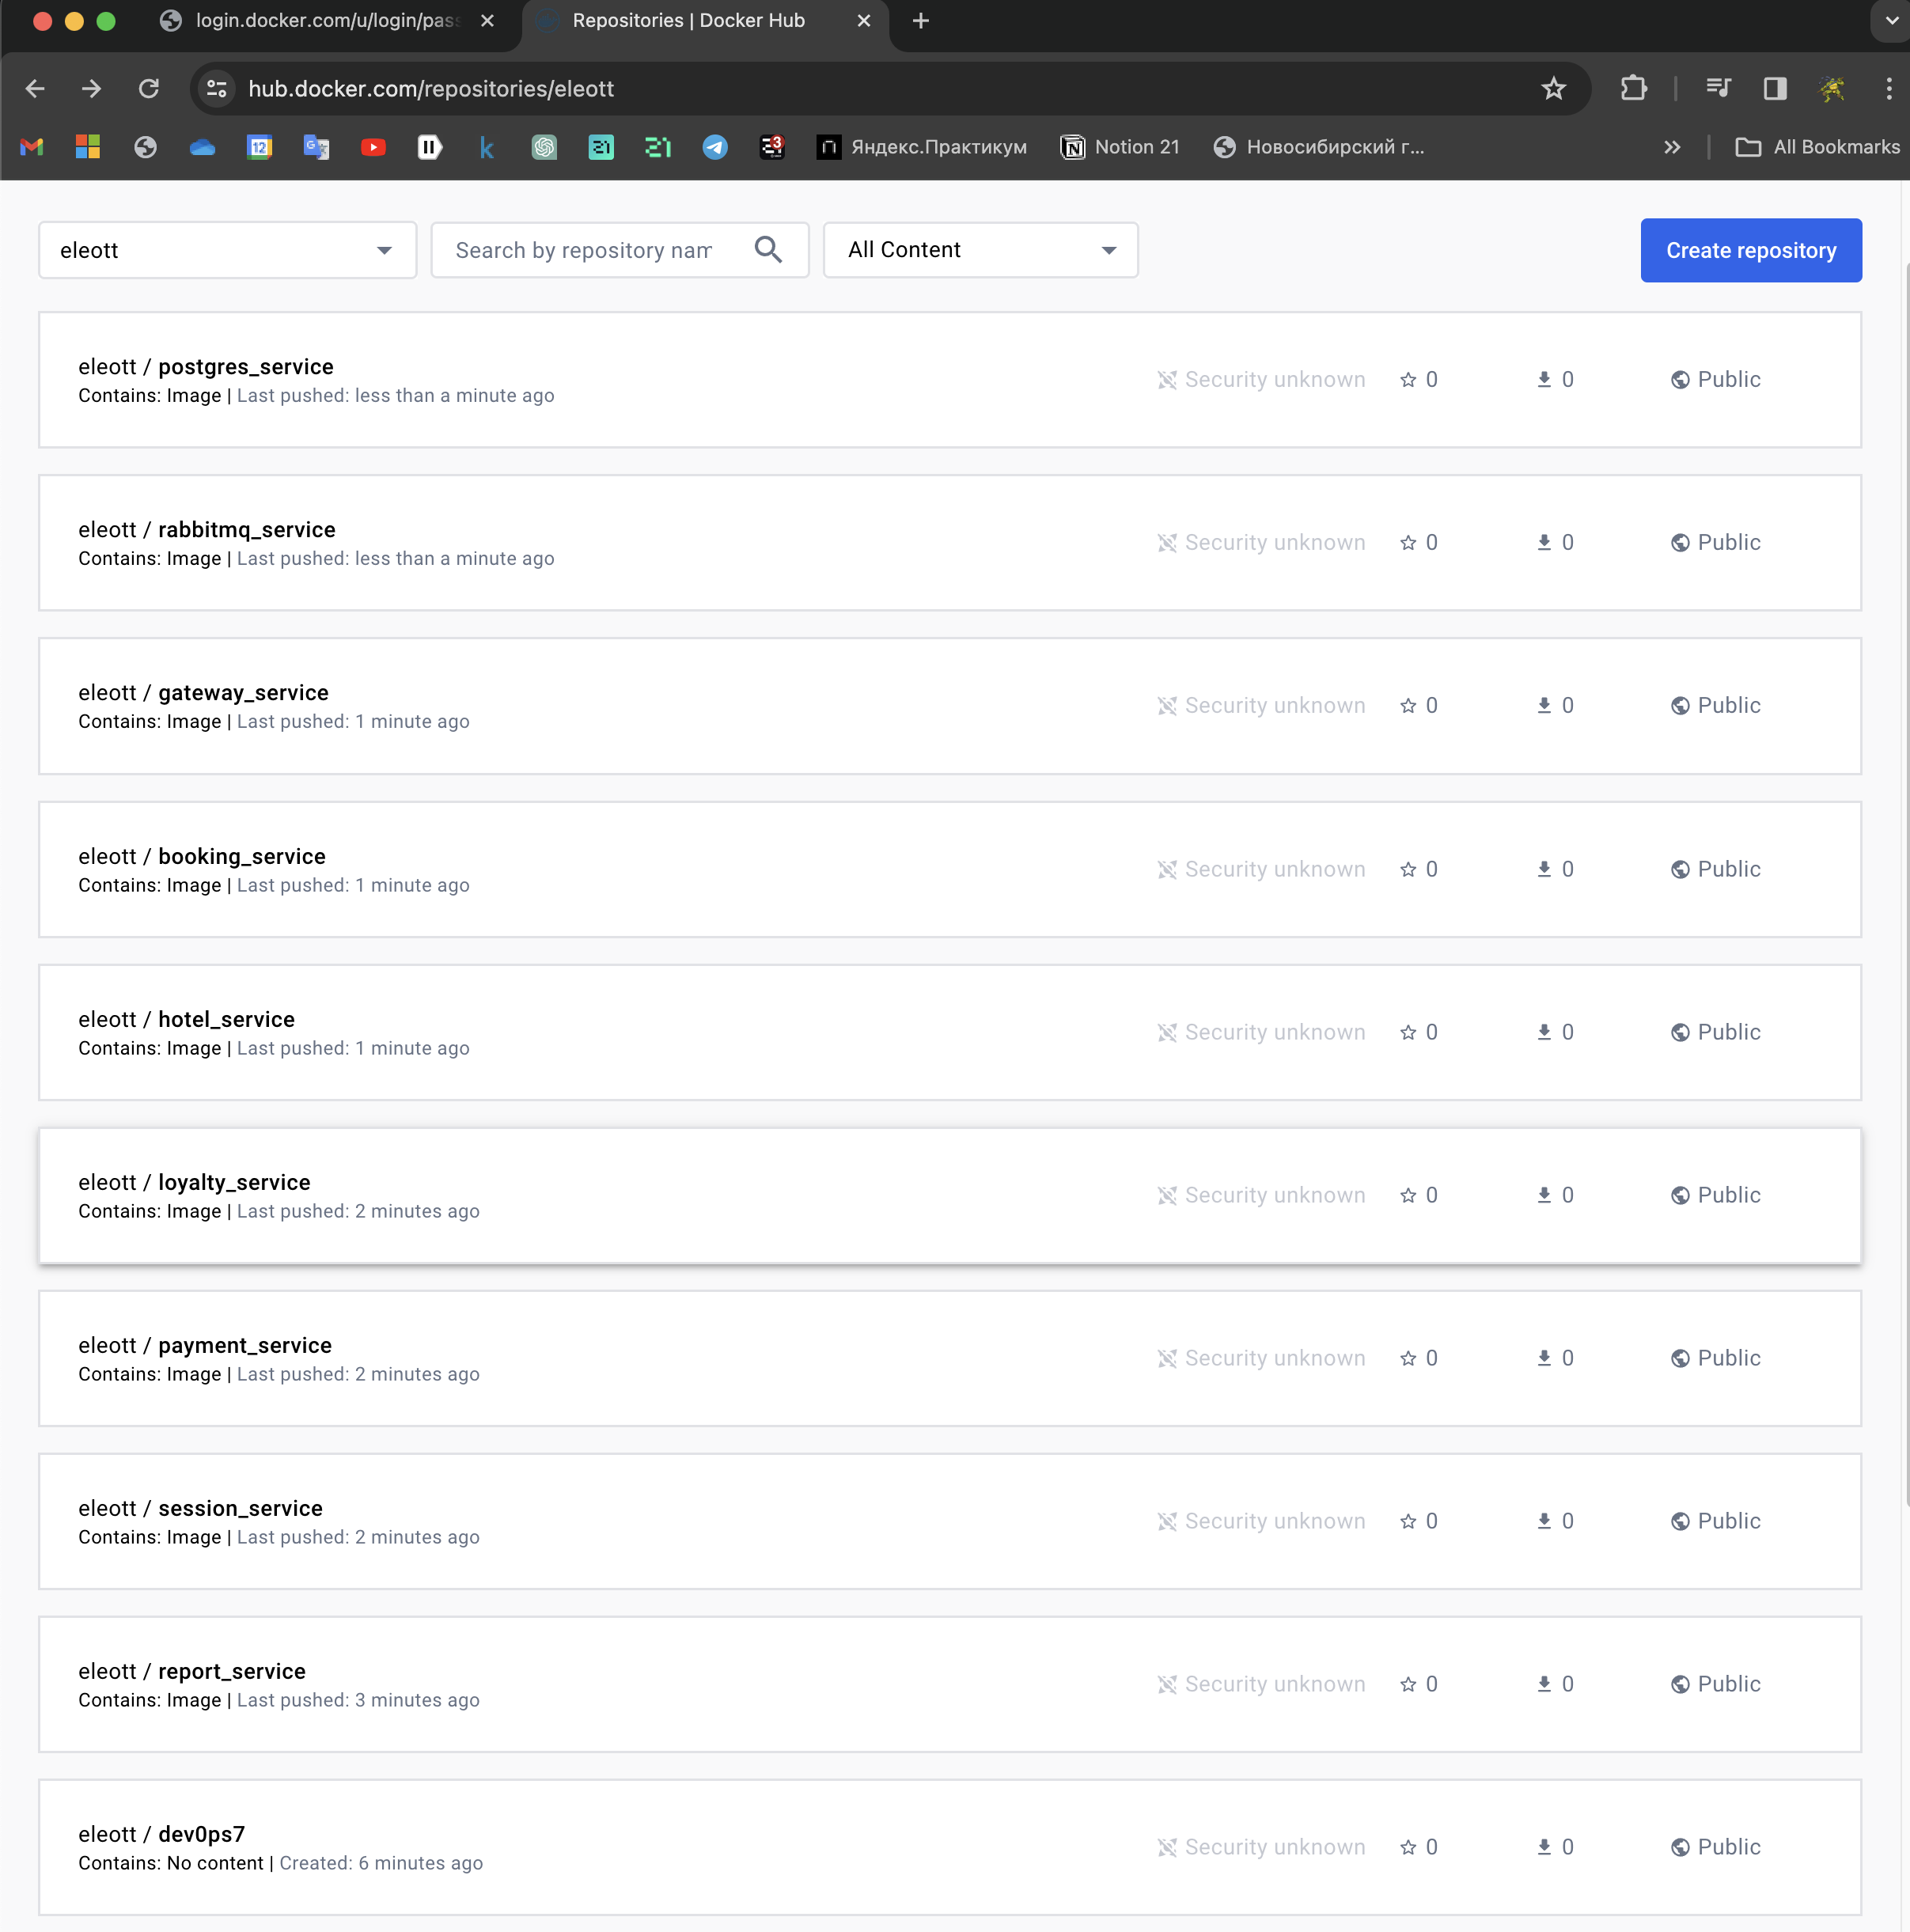 login.docker.com/u/login/pas
Repositories | Docker Hub
hub.docker.com/repositories/eleott
12
k
21
21
3
Яндекс.Практикум
Notion 21
Новосибирский г...
All Bookmarks
eleott
Search by repository nam
All Content
Create repository
eleott / postgres_service
Contains: Image | Last pushed: less than a minute ago
Security unknown
0
0
Public
eleott / rabbitmq_service
Contains: Image | Last pushed: less than a minute ago
Security unknown
0
0
Public
eleott / gateway_service
Contains: Image | Last pushed: 1 minute ago
Security unknown
0
0
Public
eleott / booking_service
Contains: Image | Last pushed: 1 minute ago
Security unknown
0
0
Public
eleott / hotel_service
Contains: Image | Last pushed: 1 minute ago
Security unknown
0
0
Public
eleott / loyalty_service
Contains: Image | Last pushed: 2 minutes ago
Security unknown
0
0
Public
eleott / payment_service
Contains: Image | Last pushed: 2 minutes ago
Security unknown
0
0
Public
eleott / session_service
Contains: Image | Last pushed: 2 minutes ago
Security unknown
0
0
Public
eleott / report_service
Contains: Image | Last pushed: 3 minutes ago
Security unknown
0
0
Public
eleott / dev0ps7
Contains: No content | Created: 6 minutes ago
Security unknown
0
0
Public